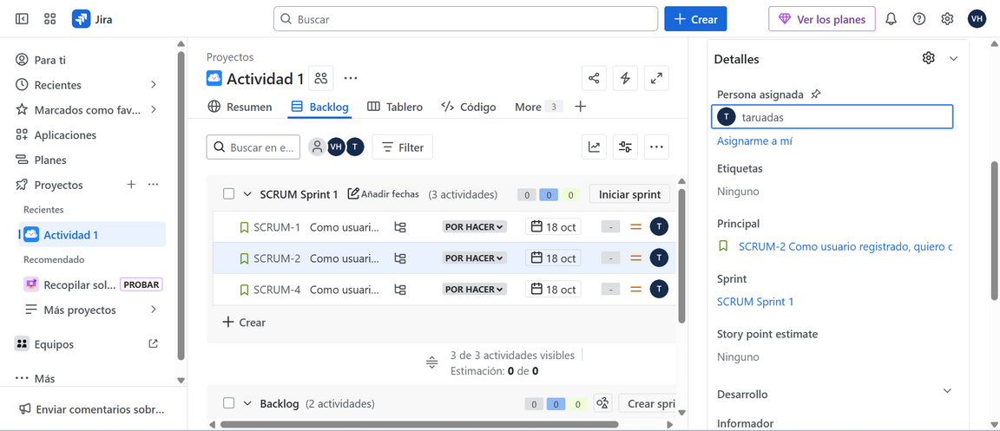 Jira
Buscar
Crear
Ver los planes
VH
Para ti
Recientes
Marcados como fav...
Aplicaciones
Planes
Proyectos
Recientes
Actividad 1
Recomendado
Recopilar sol... PROBAR
Más proyectos
Equipos
Más
Enviar comentarios sobr...
Proyectos
Actividad 1
Resumen Backlog Tablero Código More 3
Buscar en e... VH T Filter
SCRUM Sprint 1 Añadir fechas (3 actividades) 0 0 0 Iniciar sprint
SCRUM-1 Como usuari... POR HACER 18 oct - T
SCRUM-2 Como usuari... POR HACER 18 oct - T
SCRUM-4 Como usuari... POR HACER 18 oct - T
Crear
3 de 3 actividades visibles
Estimación: 0 de 0
Backlog (2 actividades) 0 0 0 Crear spri
Detalles
Persona asignada
T taruadas
Asignarme a mí
Etiquetas
Ninguno
Principal
SCRUM-2 Como usuario registrado, quiero c
Sprint
SCRUM Sprint 1
Story point estimate
Ninguno
Desarrollo
Informador